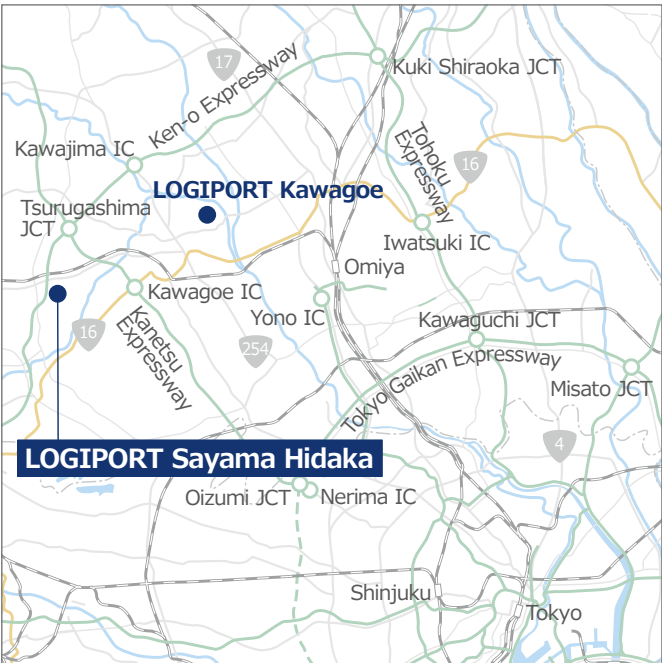 17
Kuki Shiraoka JCT
Ken-o Expressway
Tohoku
Expressway
Kawajima IC
16
LOGIPORT Kawagoe
Tsurugashima
JCT
Iwatsuki IC
Omiya
Kawagoe IC
Yono IC
Kawaguchi JCT
16
Kanetsu
Expressway
254
Tokyo Gaikan Expressway
Misato JCT
4
LOGIPORT Sayama Hidaka
Oizumi JCT
Nerima IC
Shinjuku
Tokyo